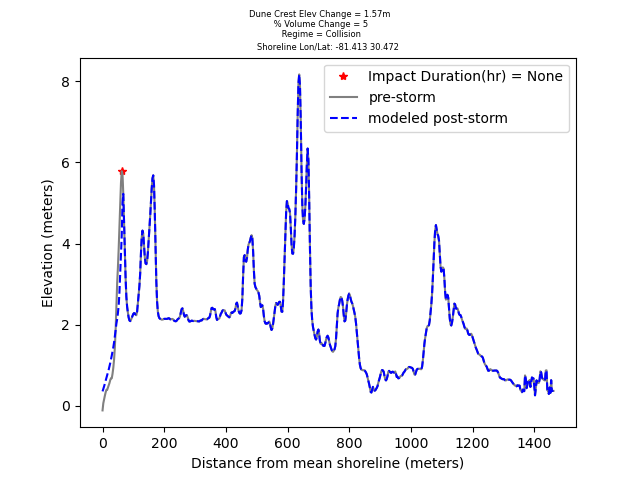 Dune Crest Elev Change = 1.57m
% Volume Change = 5
Regime = Collision
Shoreline Lon/Lat: -81.413 30.472
Impact Duration(hr) = None
pre-storm
modeled post-storm
Elevation (meters)
8
6
4
2
0
0 200 400 600 800 1000 1200 1400
Distance from mean shoreline (meters)